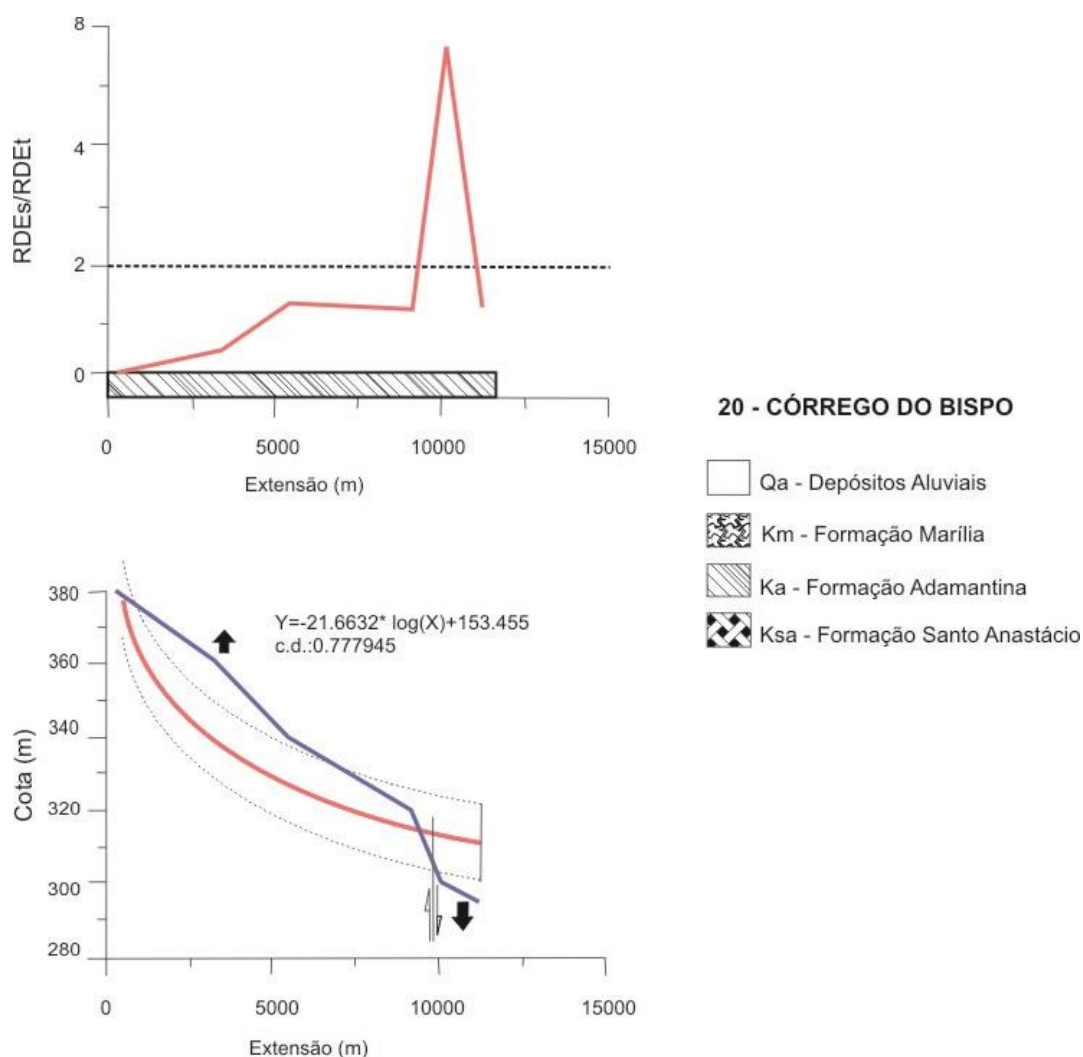 8
4
2
0
RDEs/RDEt
0 5000 10000 15000
Extensão (m)
20 - CÓRREGO DO BISPO
Qa - Depósitos Aluviais
Km - Formação Marília
Ka - Formação Adamantina
Ksa - Formação Santo Anastácio
380
360
340
320
300
280
Cota (m)
Y=-21.6632* log(X)+153.455
c.d.:0.777945
0 5000 10000 15000
Extensão (m)